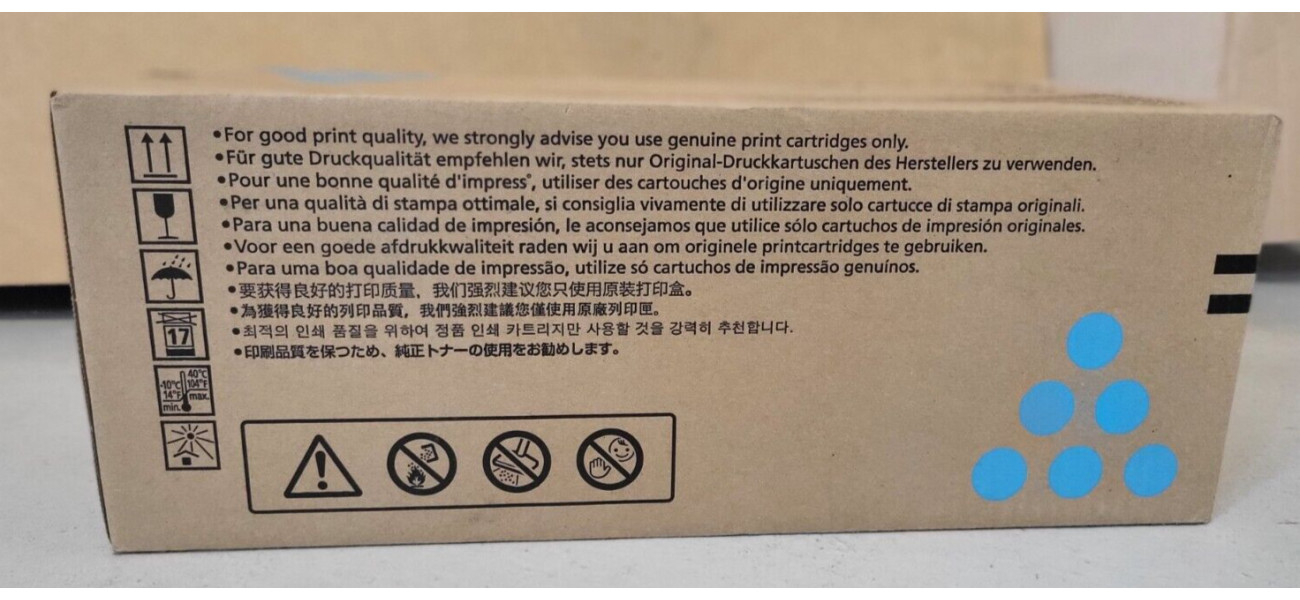 •For good print quality, we strongly advise you use genuine print cartridges only.
•Für gute Druckqualität empfehlen wir, stets nur Original-Druckkartuschen des Herstellers zu verwenden.
•Pour une bonne qualité d'impress°, utiliser des cartouches d'origine uniquement.
•Per una qualità di stampa ottimale, si consiglia vivamente di utilizzare solo cartucce di stampa originali.
•Para una buena calidad de impresión, le aconsejamos que utilice sólo cartuchos de impresión originales.
•Voor een goede afdrukkwaliteit raden wij u aan om originele printcartridges te gebruiken.
•Para uma boa qualidade de impressão, utilize só cartuchos de impressão genuínos.
•要获得良好的打印质量，我们强烈建议您只使用原装打印盒。
•為獲得良好的列印品質，我們強烈建議您僅使用原廠列印匣。
•최적의 인쇄 품질을 위하여 정품 인쇄 카트리지만 사용할 것을 강력히 추천합니다.
•印刷品質を保つため、純正トナーの使用をお勧めします。
17
40°C
-10°C 104°F
14°F max.
min.